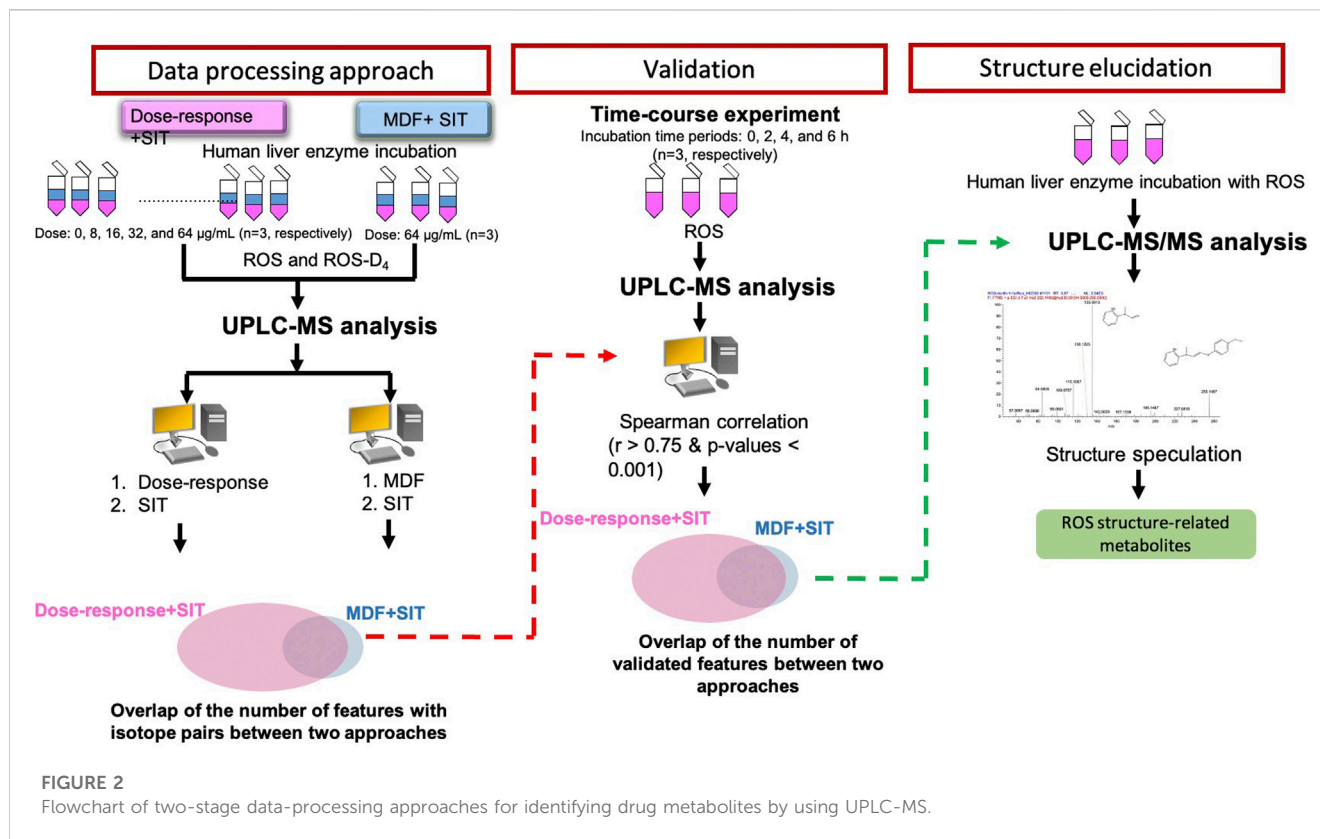 Data processing approach
Dose-response
+SIT
MDF+ SIT
Human liver enzyme incubation
Dose: 0, 8, 16, 32, and 64 µg/mL (n=3, respectively)
Dose: 64 µg/mL (n=3)
ROS and ROS-D4
UPLC-MS analysis
1. Dose-response
2. SIT
1. MDF
2. SIT
Dose-response+SIT
MDF+SIT
Overlap of the number of features with
isotope pairs between two approaches
Validation
Time-course experiment
Incubation time periods: 0, 2, 4, and 6 h
(n=3, respectively)
ROS
UPLC-MS analysis
Spearman correlation
(r > 0.75 & p-values <
0.001)
Dose-response+SIT
MDF+SIT
Overlap of the number of
validated features between two
approaches
Structure elucidation
Human liver enzyme incubation with ROS
UPLC-MS/MS analysis
Structure speculation
ROS structure-related
metabolites
FIGURE 2
Flowchart of two-stage data-processing approaches for identifying drug metabolites by using UPLC-MS.